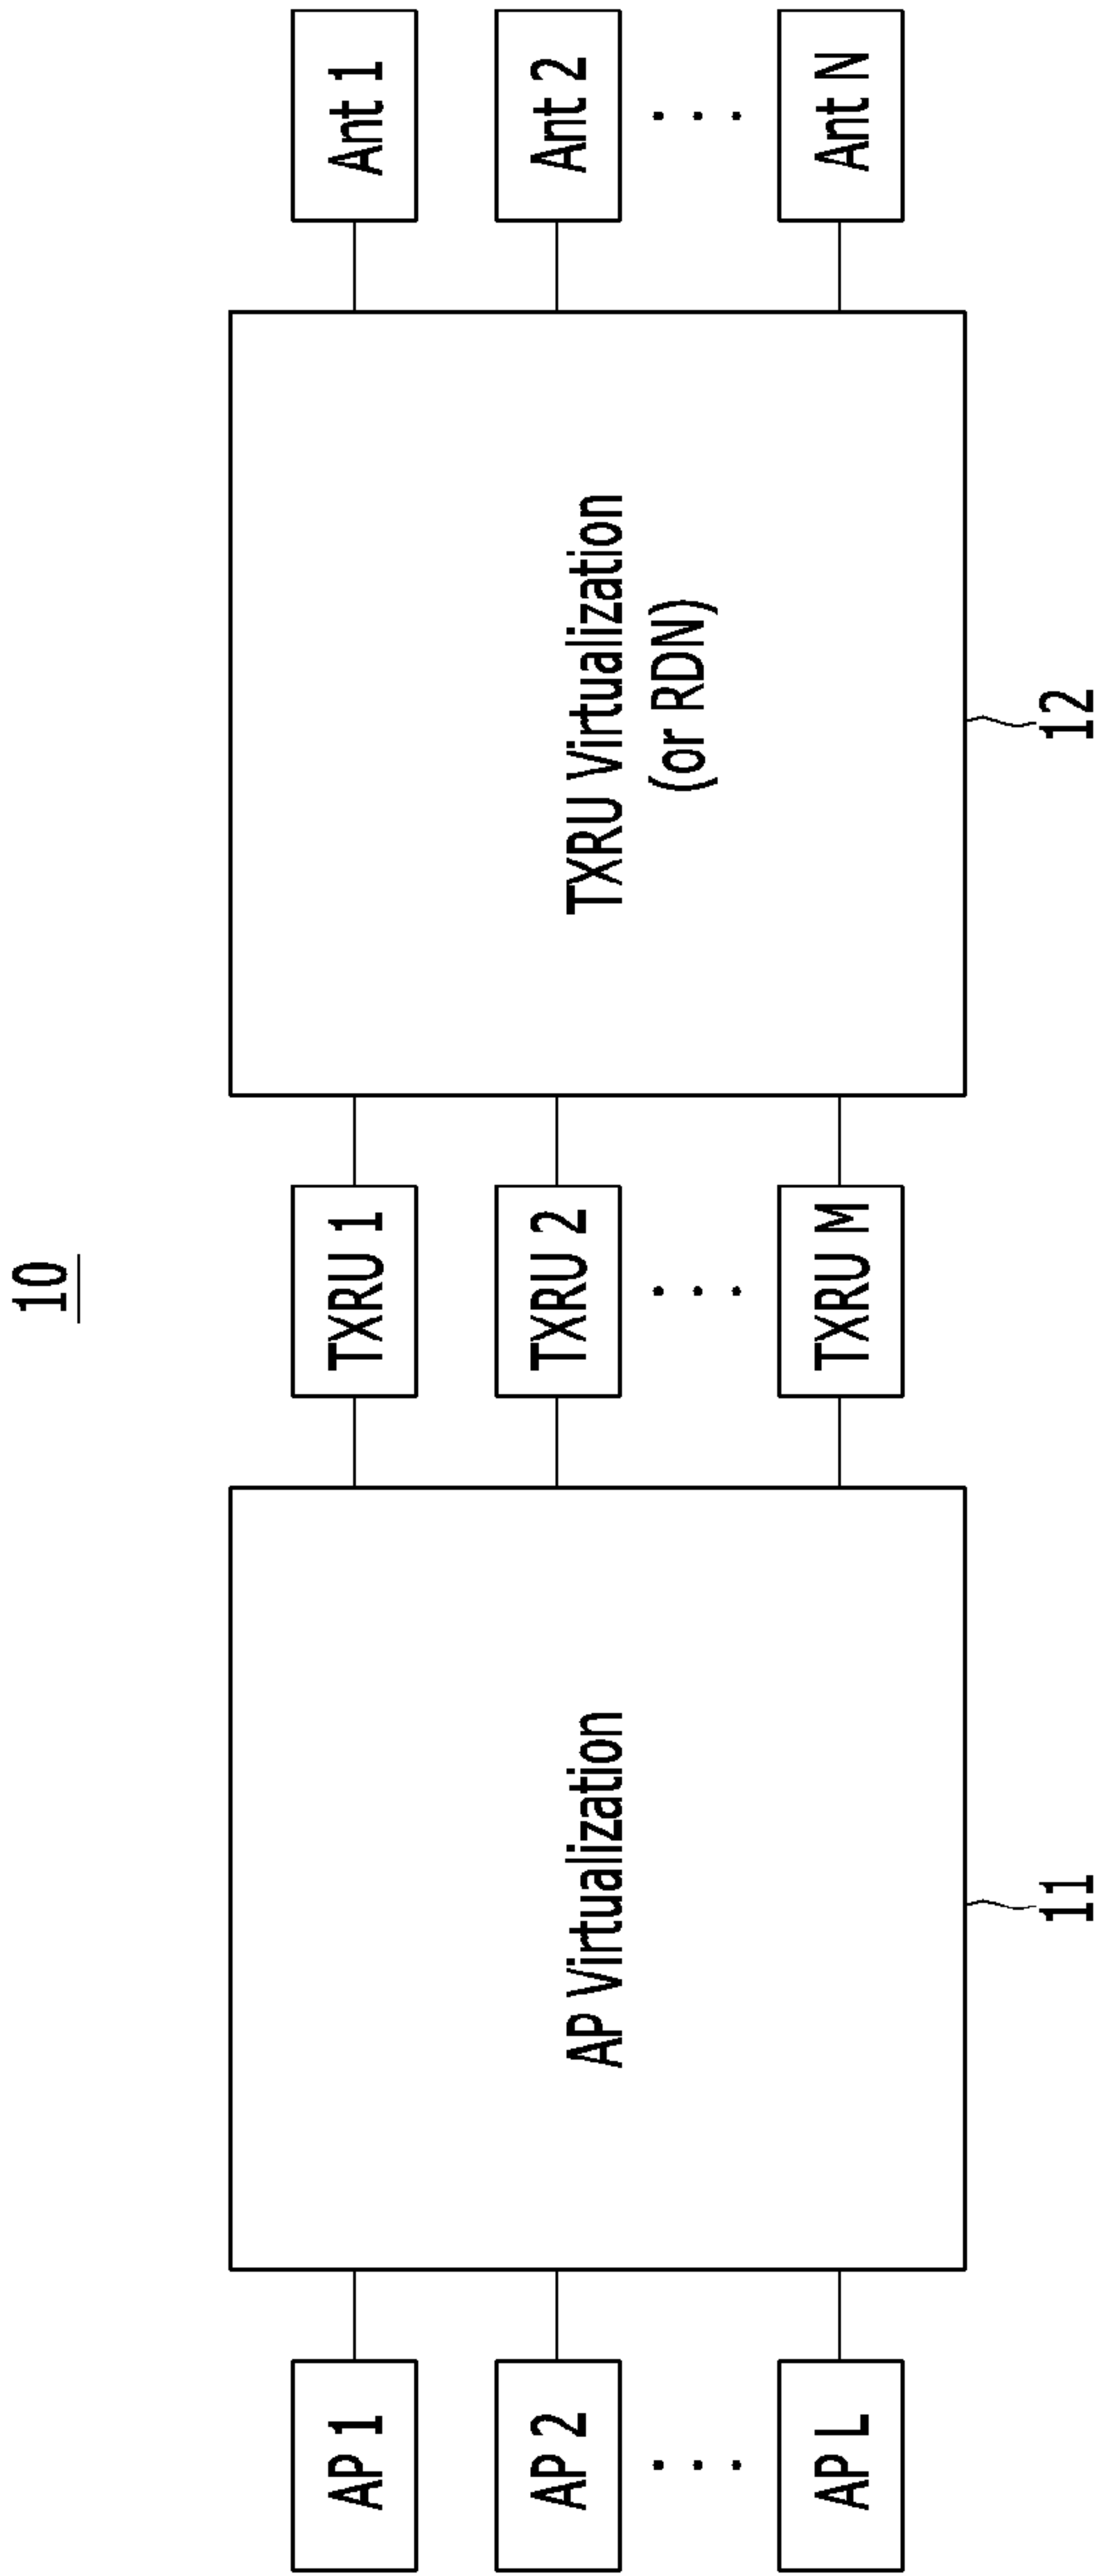 10
AP 1
AP 2
AP L
AP Virtualization
11
TXRU 1
TXRU 2
TXRU M
TXRU Virtualization
(or RDN)
12
Ant 1
Ant 2
Ant N